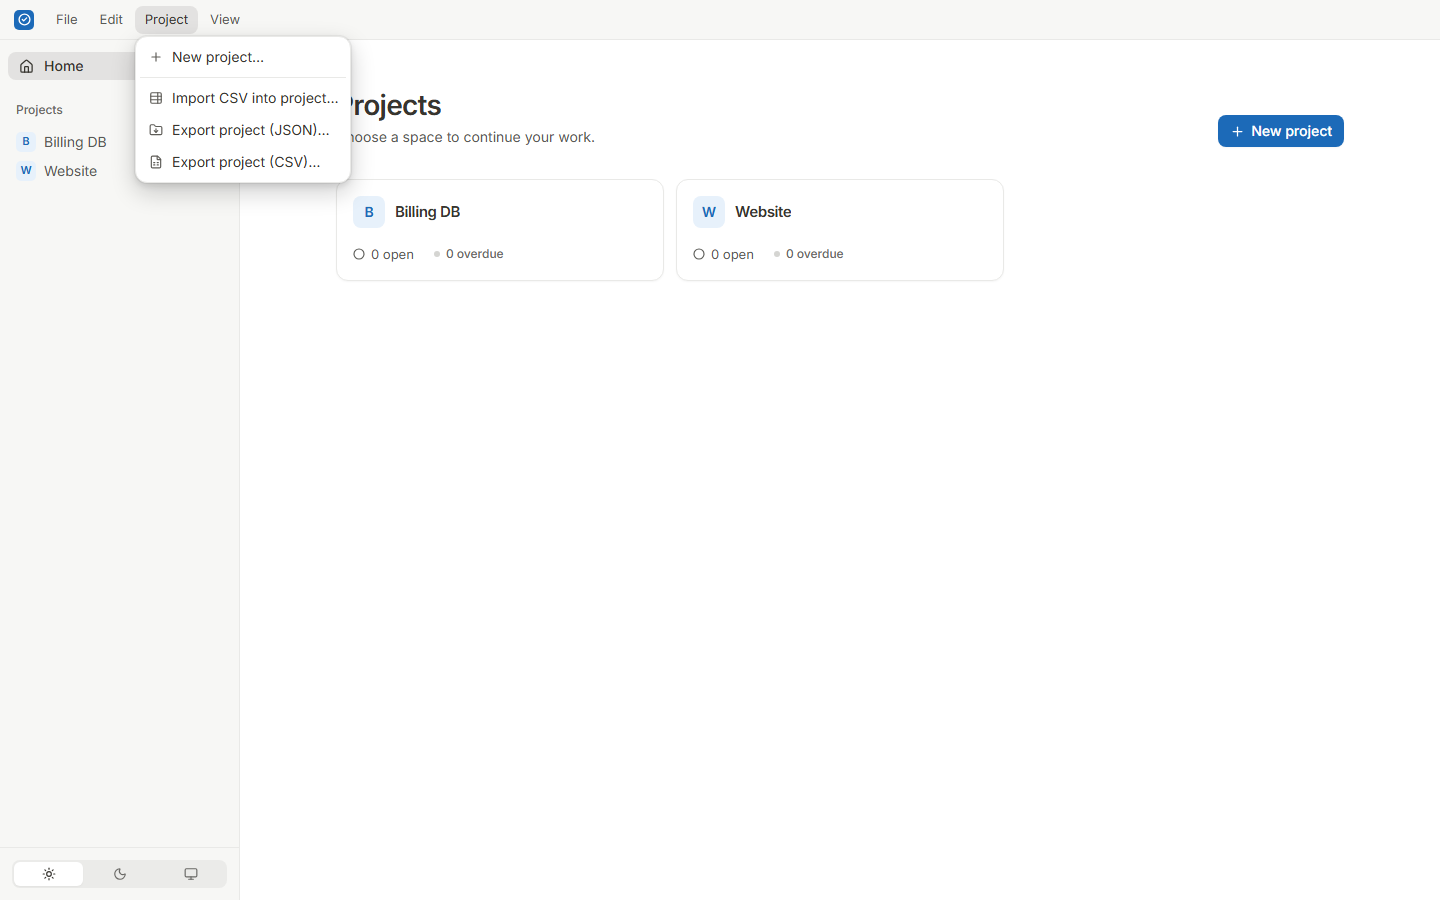 File Edit Project View
New project...
Home
Import CSV into project...
Export project (JSON)...
Export project (CSV)...
Projects
B Billing DB
W Website
Projects
hoose a space to continue your work.
New project
B Billing DB
0 open 0 overdue
W Website
0 open 0 overdue